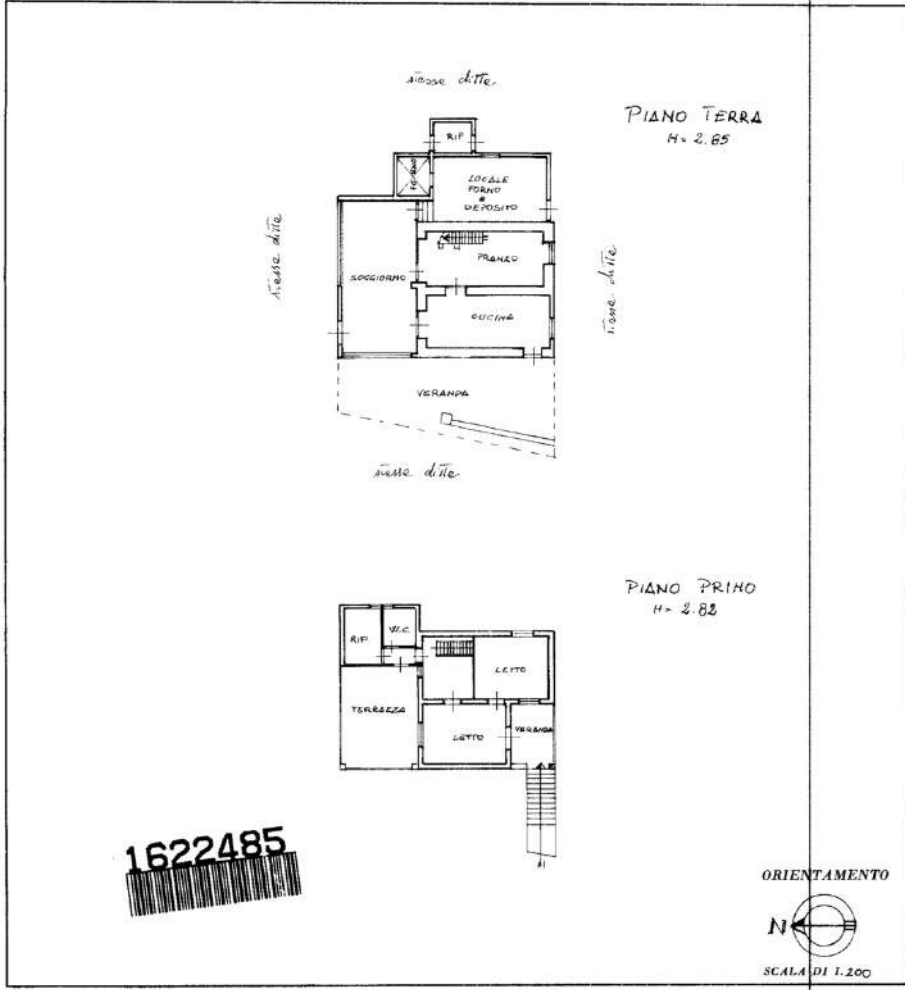 stesse ditte
PIANO TERRA
H= 2.85
RIP
FORNO
LOCALE
FORNO
e
DEPOSITO
stesse ditte
stesse ditte
PRANZO
SOGGIORNO
CUCINA
VERANDA
stesse ditte
PIANO PRIMO
H= 2.82
RIP
W.C
LETTO
TERRAZZA
LETTO
VERANDA
1622485
ORIENTAMENTO
N
SCALA DI 1.200